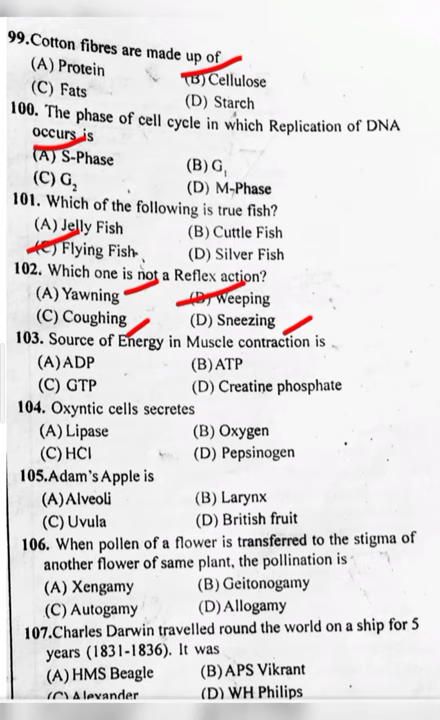 99.Cotton fibres are made up of
(A) Protein (B) Cellulose
(C) Fats (D) Starch
100. The phase of cell cycle in which Replication of DNA
occurs is
(A) S-Phase (B) G₁
(C) G₂ (D) M-Phase
101. Which of the following is true fish?
(A) Jelly Fish (B) Cuttle Fish
(C) Flying Fish (D) Silver Fish
102. Which one is not a Reflex action?
(A) Yawning (B) Weeping
(C) Coughing (D) Sneezing
103. Source of Energy in Muscle contraction is
(A) ADP (B) ATP
(C) GTP (D) Creatine phosphate
104. Oxyntic cells secretes
(A) Lipase (B) Oxygen
(C) HCl (D) Pepsinogen
105.Adam's Apple is
(A) Alveoli (B) Larynx
(C) Uvula (D) British fruit
106. When pollen of a flower is transferred to the stigma of
another flower of same plant, the pollination is
(A) Xengamy (B) Geitonogamy
(C) Autogamy (D) Allogamy
107.Charles Darwin travelled round the world on a ship for 5
years (1831-1836). It was
(A) HMS Beagle (B) APS Vikrant
(C) Alexander (D) WH Philips